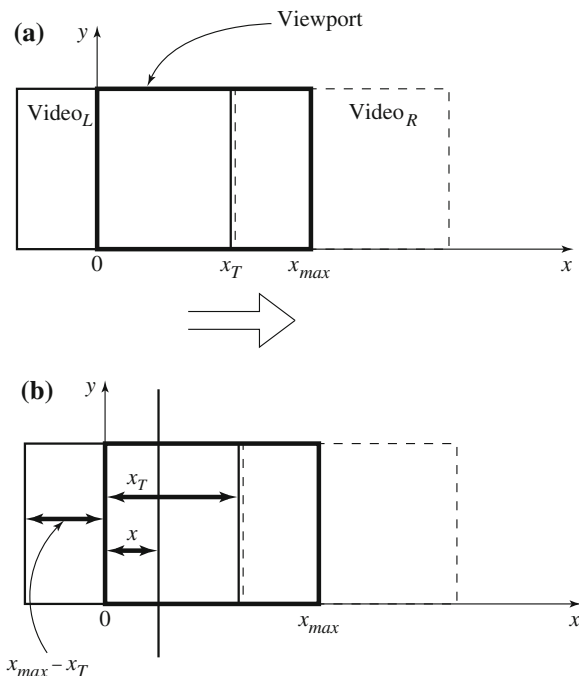 (a)
y
Viewport
Video_L
Video_R
0
x_T
x_max
x
(b)
y
x_T
x
0
x_max
x
x_max – x_T